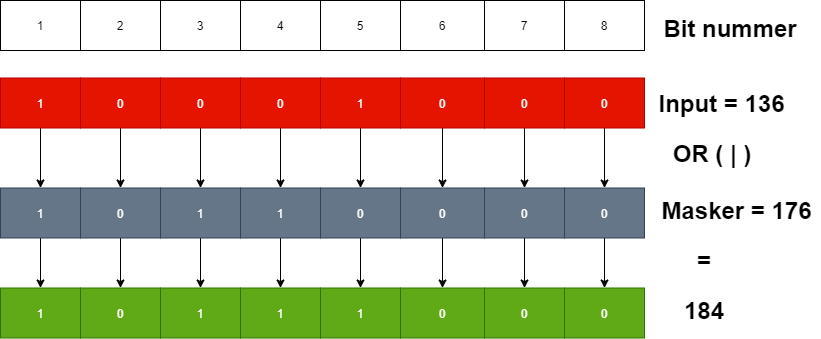 1 2 3 4 5 6 7 8 Bit nummer
1 0 0 0 1 0 0 0 Input = 136
OR ( | )
1 0 1 1 0 0 0 0 Masker = 176
=
1 0 1 1 1 0 0 0 184